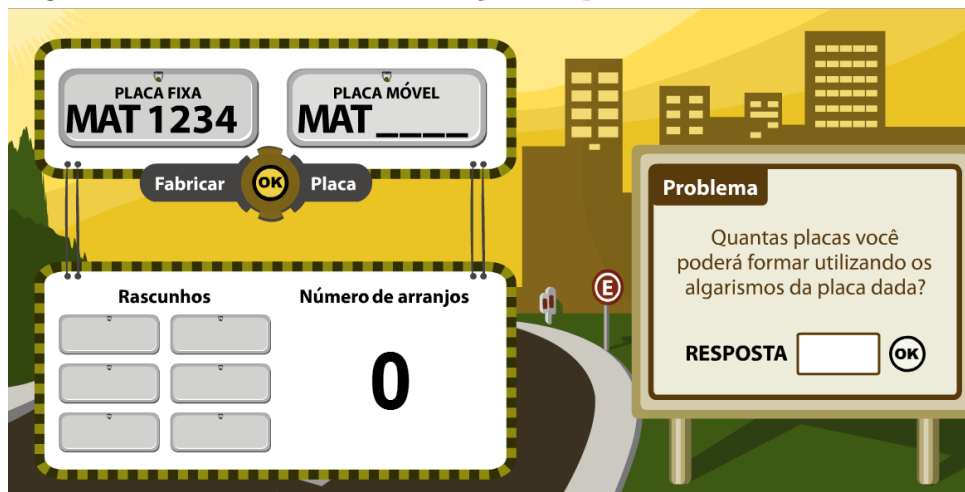 PLACA FIXA
MAT 1234
PLACA MÓVEL
MAT_ _ _ _
Fabricar OK Placa
Rascunhos
Número de arranjos
0
E
Problema
Quantas placas você
poderá formar utilizando os
algarismos da placa dada?
RESPOSTA OK